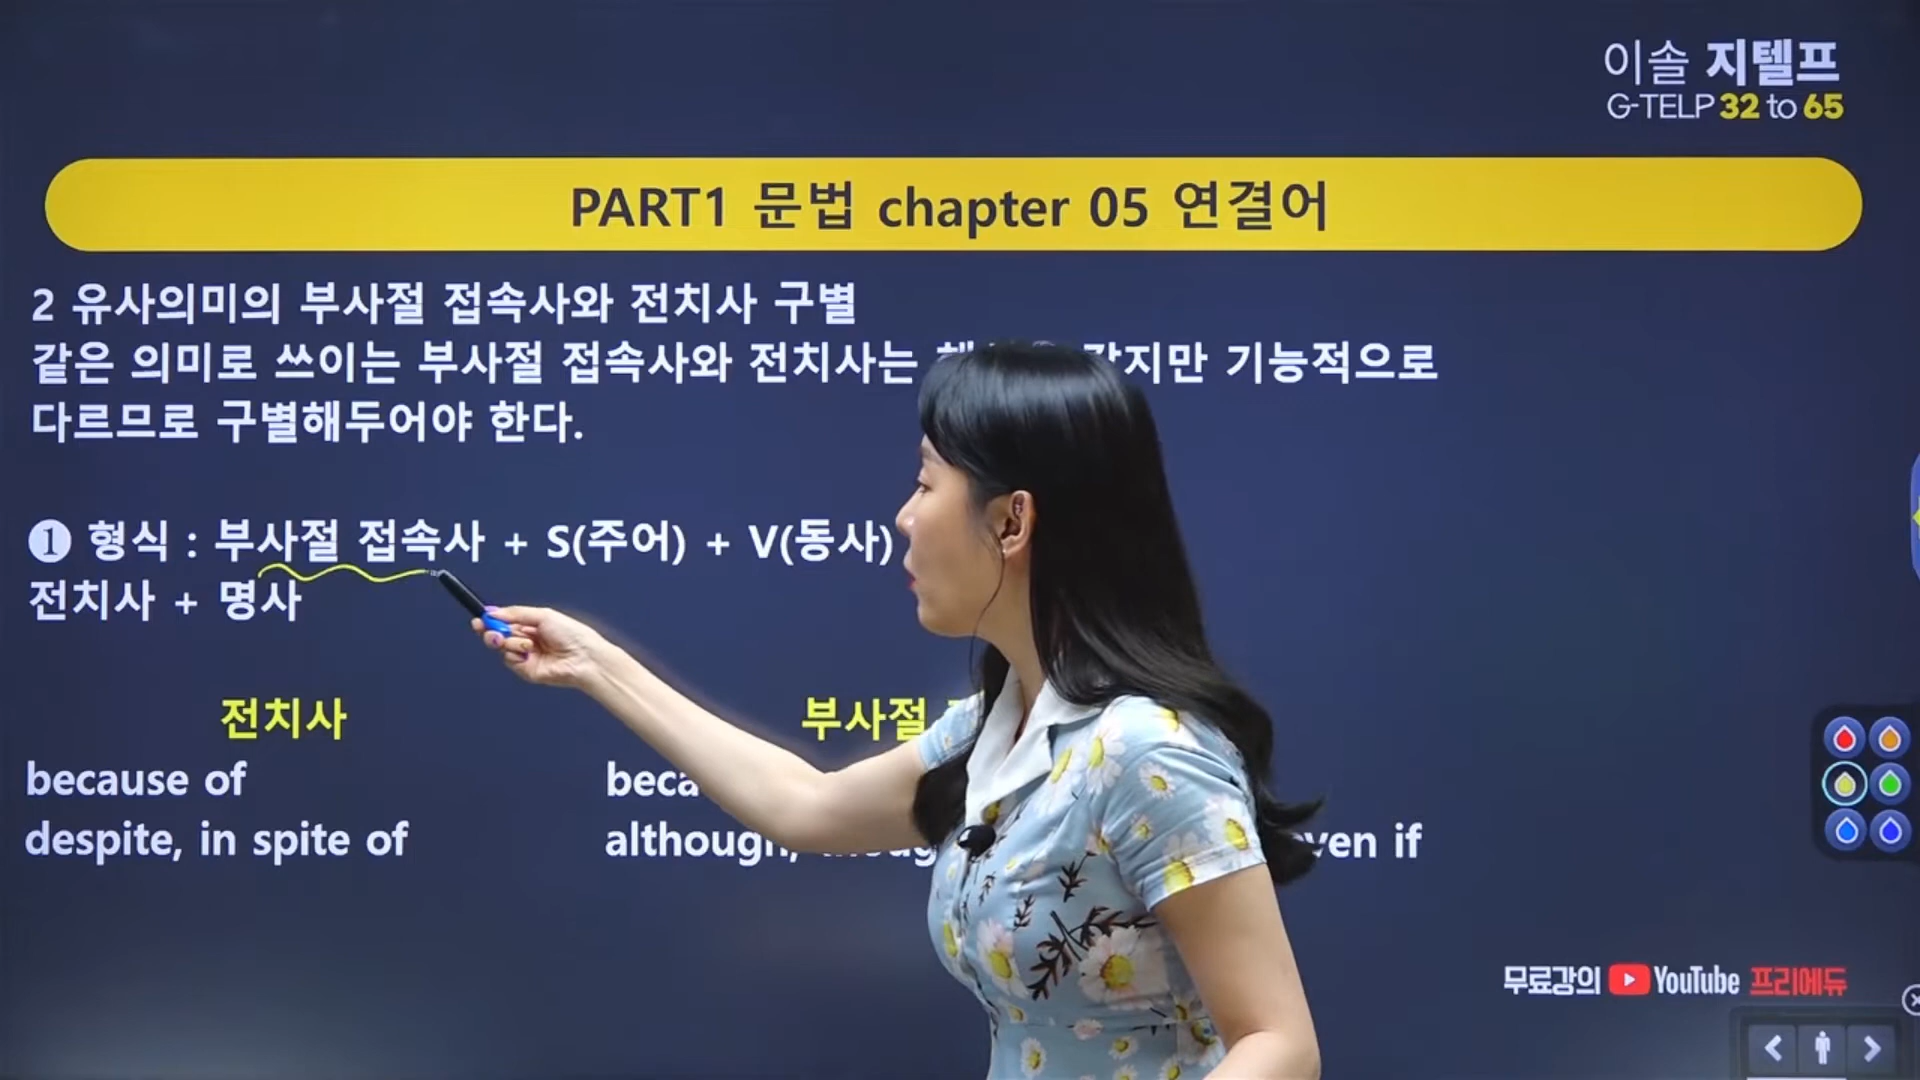 이솔 지텔프
G-TELP 32 to 65
PART1 문법 chapter 05 연결어
2 유사의미의 부사절 접속사와 전치사 구별
같은 의미로 쓰이는 부사절 접속사와 전치사는 기능적으로
다르므로 구별해두어야 한다.
❶ 형식 : 부사절 접속사 + S(주어) + V(동사)
전치사 + 명사
전치사 부사절
because of
despite, in spite of although, even if
무료강의 YouTube 프리에듀